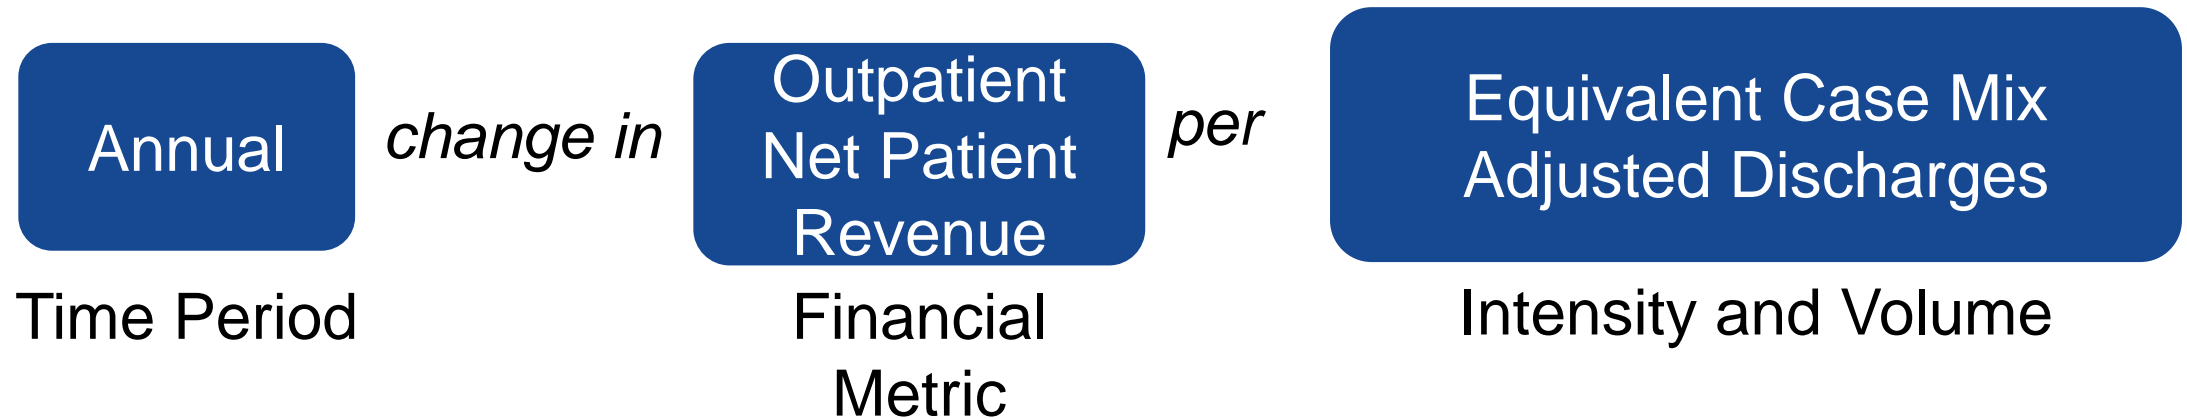 Annual
change in
Outpatient
Net Patient
Revenue
per
Equivalent Case Mix
Adjusted Discharges
Time Period
Financial
Metric
Intensity and Volume